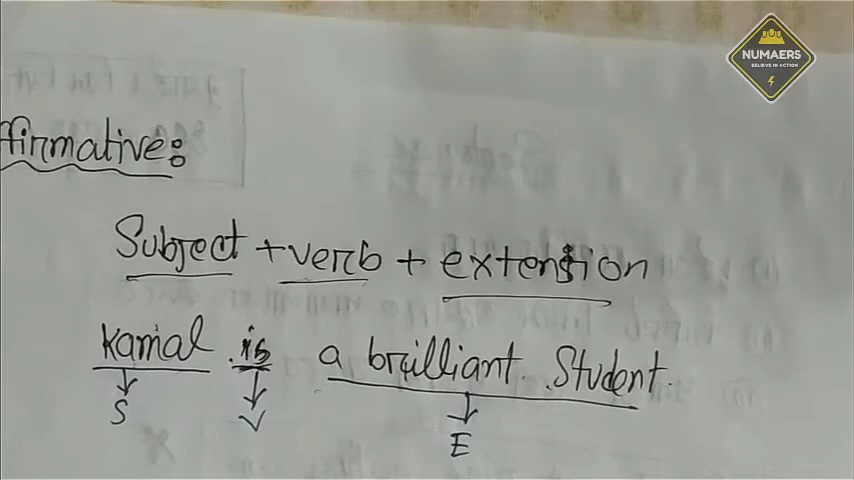 NUMAERS
BELIEVE IN ACTION
ffirmative:
Subject + verb + extension
Kamal is a brilliant Student.
S V E